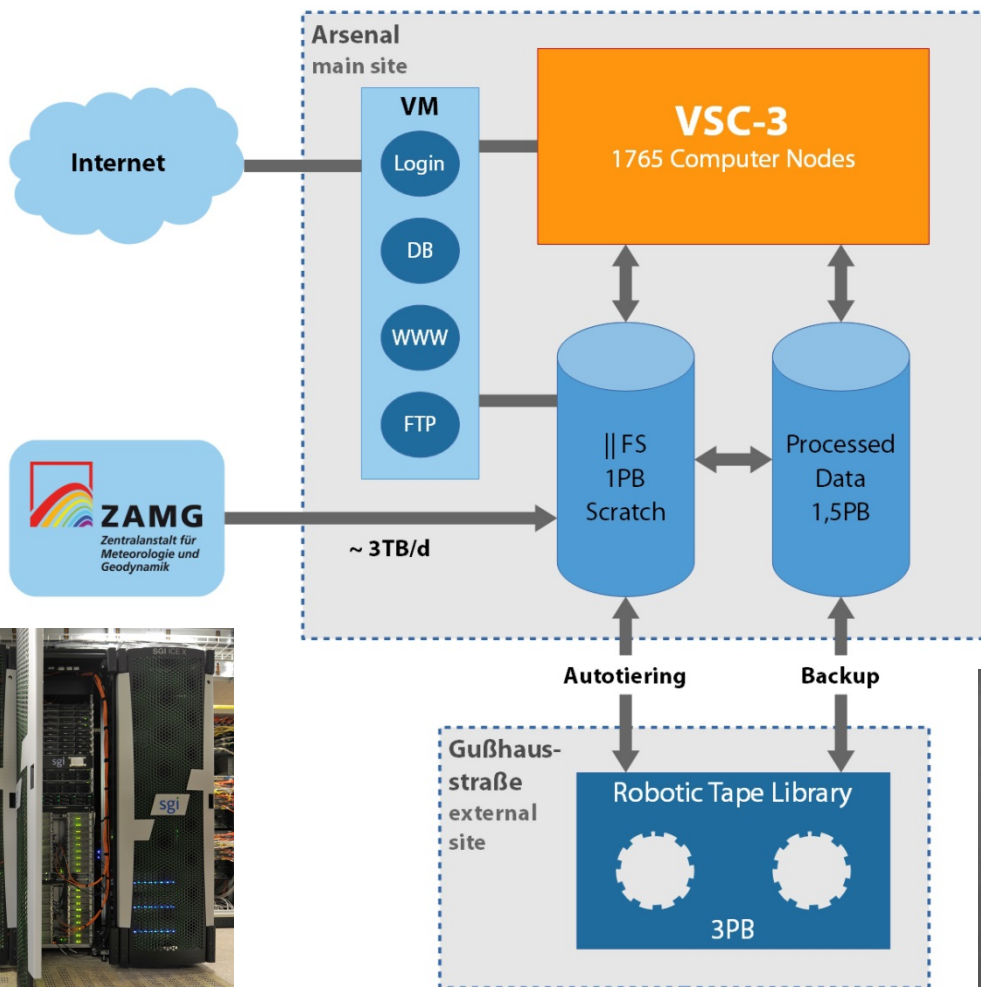 Arsenal
main site
VM
Login
DB
WWW
FTP
Internet
VSC-3
1765 Computer Nodes
|| FS
1PB
Scratch
Processed
Data
1,5PB
ZAMG
Zentralanstalt für
Meteorologie und
Geodynamik
~ 3TB/d
Autotiering
Backup
Gußhaus-
straße
external
site
Robotic Tape Library
3PB
SGI ICE X
sgi
sgi